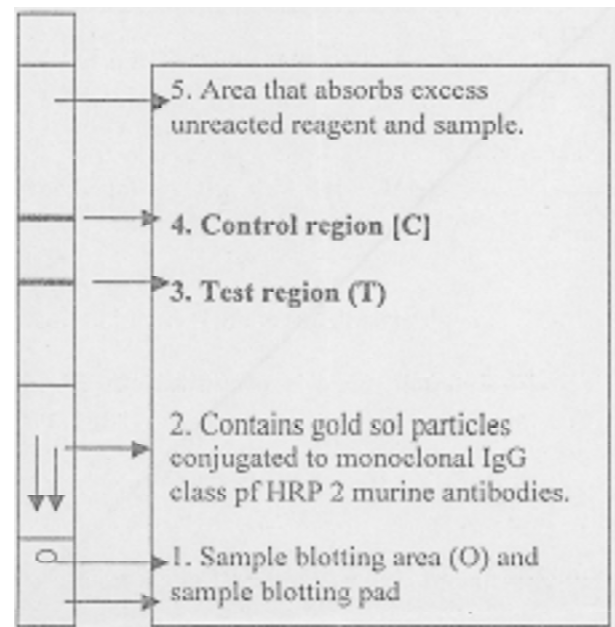 5. Area that absorbs excess
unreacted reagent and sample.
4. Control region [C]
3. Test region (T)
2. Contains gold sol particles
conjugated to monoclonal IgG
class pf HRP 2 murine antibodies.
1. Sample blotting area (O) and
sample blotting pad